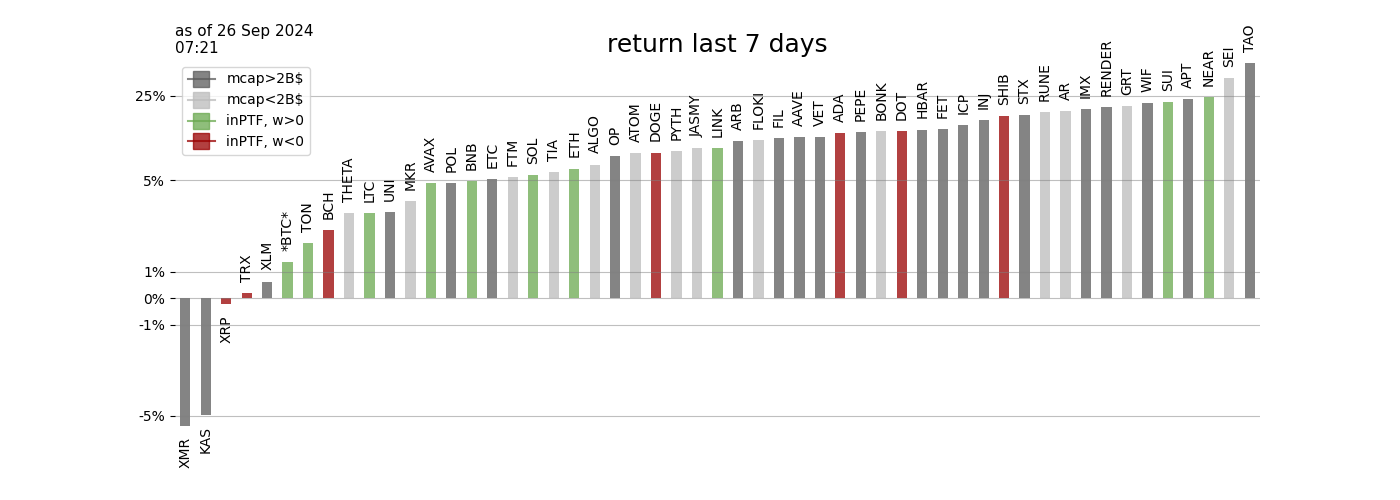 as of 26 Sep 2024
07:21
return last 7 days
mcap>2B$
mcap<2B$
inPTF, w>0
inPTF, w<0
25%
5%
1%
0%
-1%
-5%
XMR
KAS
XRP
TRX
XLM
*BTC*
TON
BCH
THETA
LTC
UNI
MKR
AVAX
POL
BNB
ETC
FTM
SOL
TIA
ETH
ALGO
OP
ATOM
DOGE
PYTH
JASMY
LINK
ARB
FLOKI
FIL
AAVE
VET
ADA
PEPE
BONK
DOT
HBAR
FET
ICP
INJ
SHIB
STX
RUNE
AR
IMX
RENDER
GRT
WIF
SUI
APT
NEAR
SEI
TAO